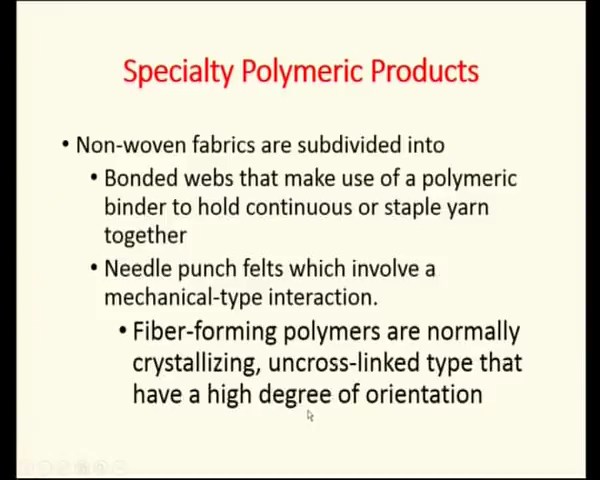 Specialty Polymeric Products
• Non-woven fabrics are subdivided into
• Bonded webs that make use of a polymeric
binder to hold continuous or staple yarn
together
• Needle punch felts which involve a
mechanical-type interaction.
• Fiber-forming polymers are normally
crystallizing, uncross-linked type that
have a high degree of orientation